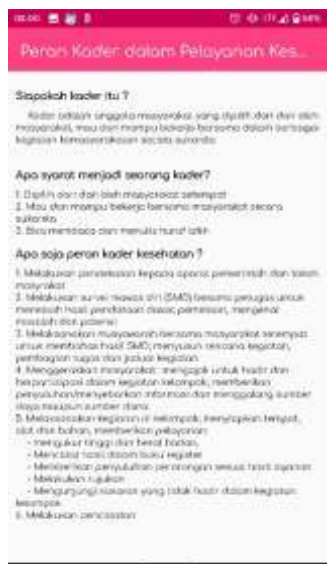 Peran Kader dalam Pelayanan Kes...
Siapakah kader itu ?
Kader adalah anggota masyarakat yang dipilih dari dan oleh
masyarakat, mau dan mampu bekerja bersama dalam berbagai
kegiatan kemasyarakatan secara sukarela.
Apa syarat menjadi seorang kader?
1. Dipilih dari dan oleh masyarakat setempat
2. Mau dan mampu bekerja bersama masyarakat secara
sukarela
3. Bisa membaca dan menulis huruf latin
Apa saja peran kader kesehatan ?
1. Melakukan pendekatan kepada aparat pemerintah dan tokoh
masyarakat
2. Melakukan survei mawas diri (SMD) bersama petugas untuk
menelaah hasil pendataan dasar, pemetaan, mengenal
masalah dan potensi
3. Melaksanakan musyawarah bersama masyarakat setempat
untuk membahas hasil SMD, menyusun rencana kegiatan,
pembagian tugas dan jadwal kegiatan
4. Menggerakkan masyarakat: mengajak untuk hadir dan
berpartisipasi dalam kegiatan kelompok, memberikan
penyuluhan/menyebarkan informasi dan menggalang sumber
daya maupun sumber dana
5. Melaksanakan kegiatan di kelompok, menyiapkan tempat,
alat dan bahan, memberikan pelayanan:
- mengukur tinggi dan berat badan,
- Mencatat hasil dalam buku register
- Memberikan penyuluhan perorangan sesuai hasil
- Melakukan rujukan
- Mengunjungi sasaran yang tidak hadir dalam kegiatan
kelompok
6. Melakukan pencatatan